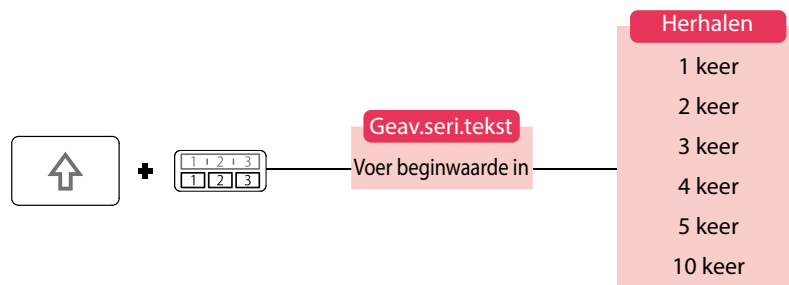 1 2 3
1 2 3
Geav.seri.tekst
Voer beginwaarde in
Herhalen
1 keer
2 keer
3 keer
4 keer
5 keer
10 keer